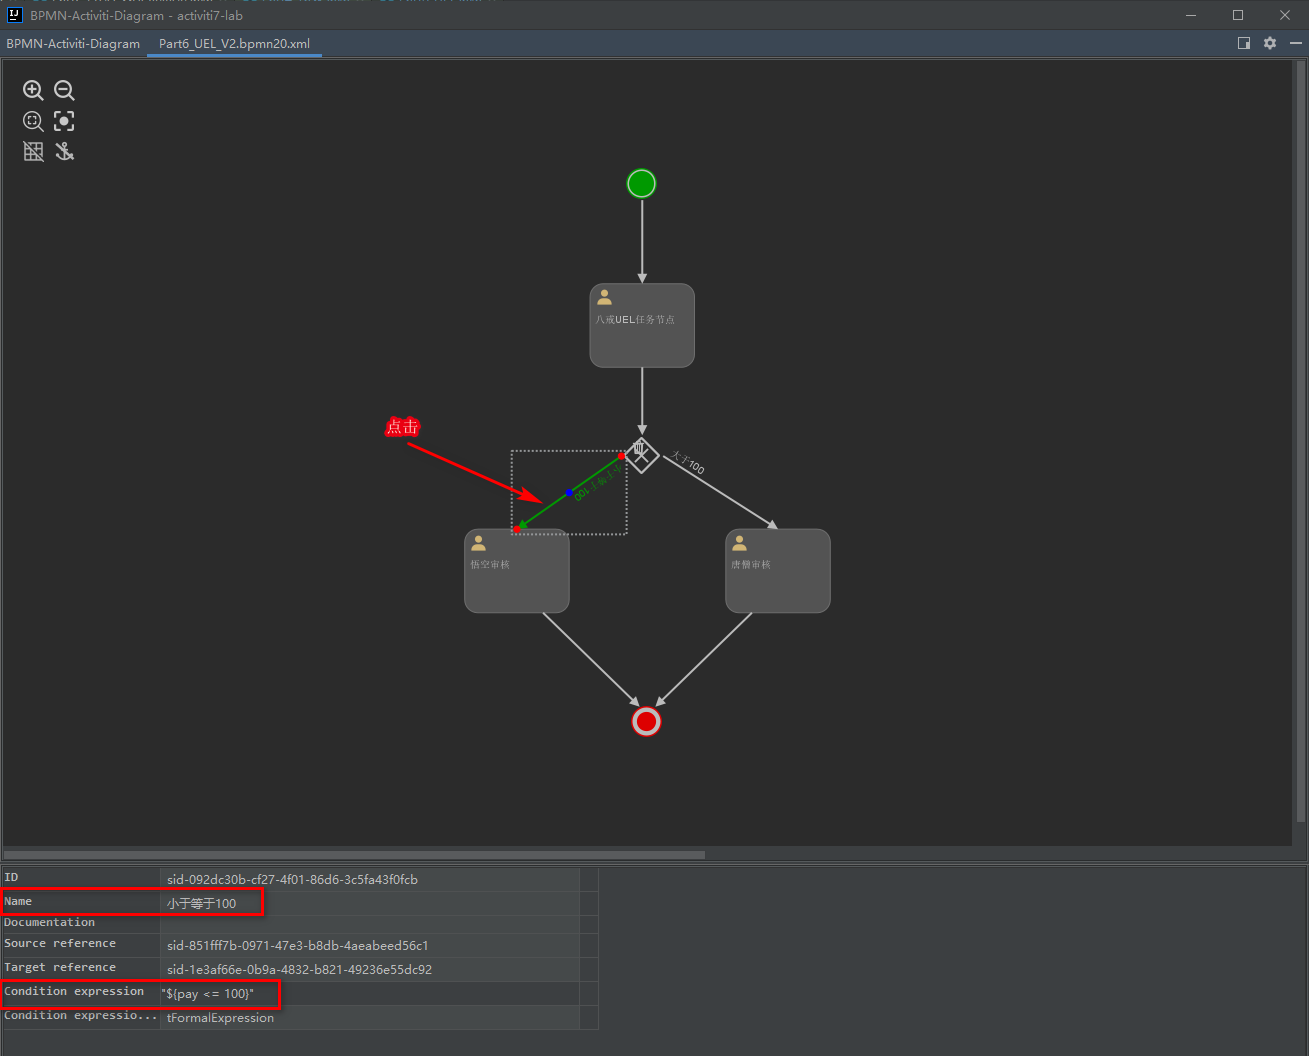 BPMN-Activiti-Diagram - activiti7-lab
BPMN-Activiti-Diagram Part6_UEL_V2.bpmn20.xml
八戒UEL任务节点
点击
大于100
小于等于100
悟空审核
唐僧审核
ID sid-092dc30b-cf27-4f01-86d6-3c5fa43f0fcb
Name 小于等于100
Documentation
Source reference sid-851fff7b-0971-47e3-b8db-4aeabeed56c1
Target reference sid-1e3af66e-0b9a-4832-b821-49236e55dc92
Condition expression "${pay <= 100}"
Condition expressio... tFormalExpression